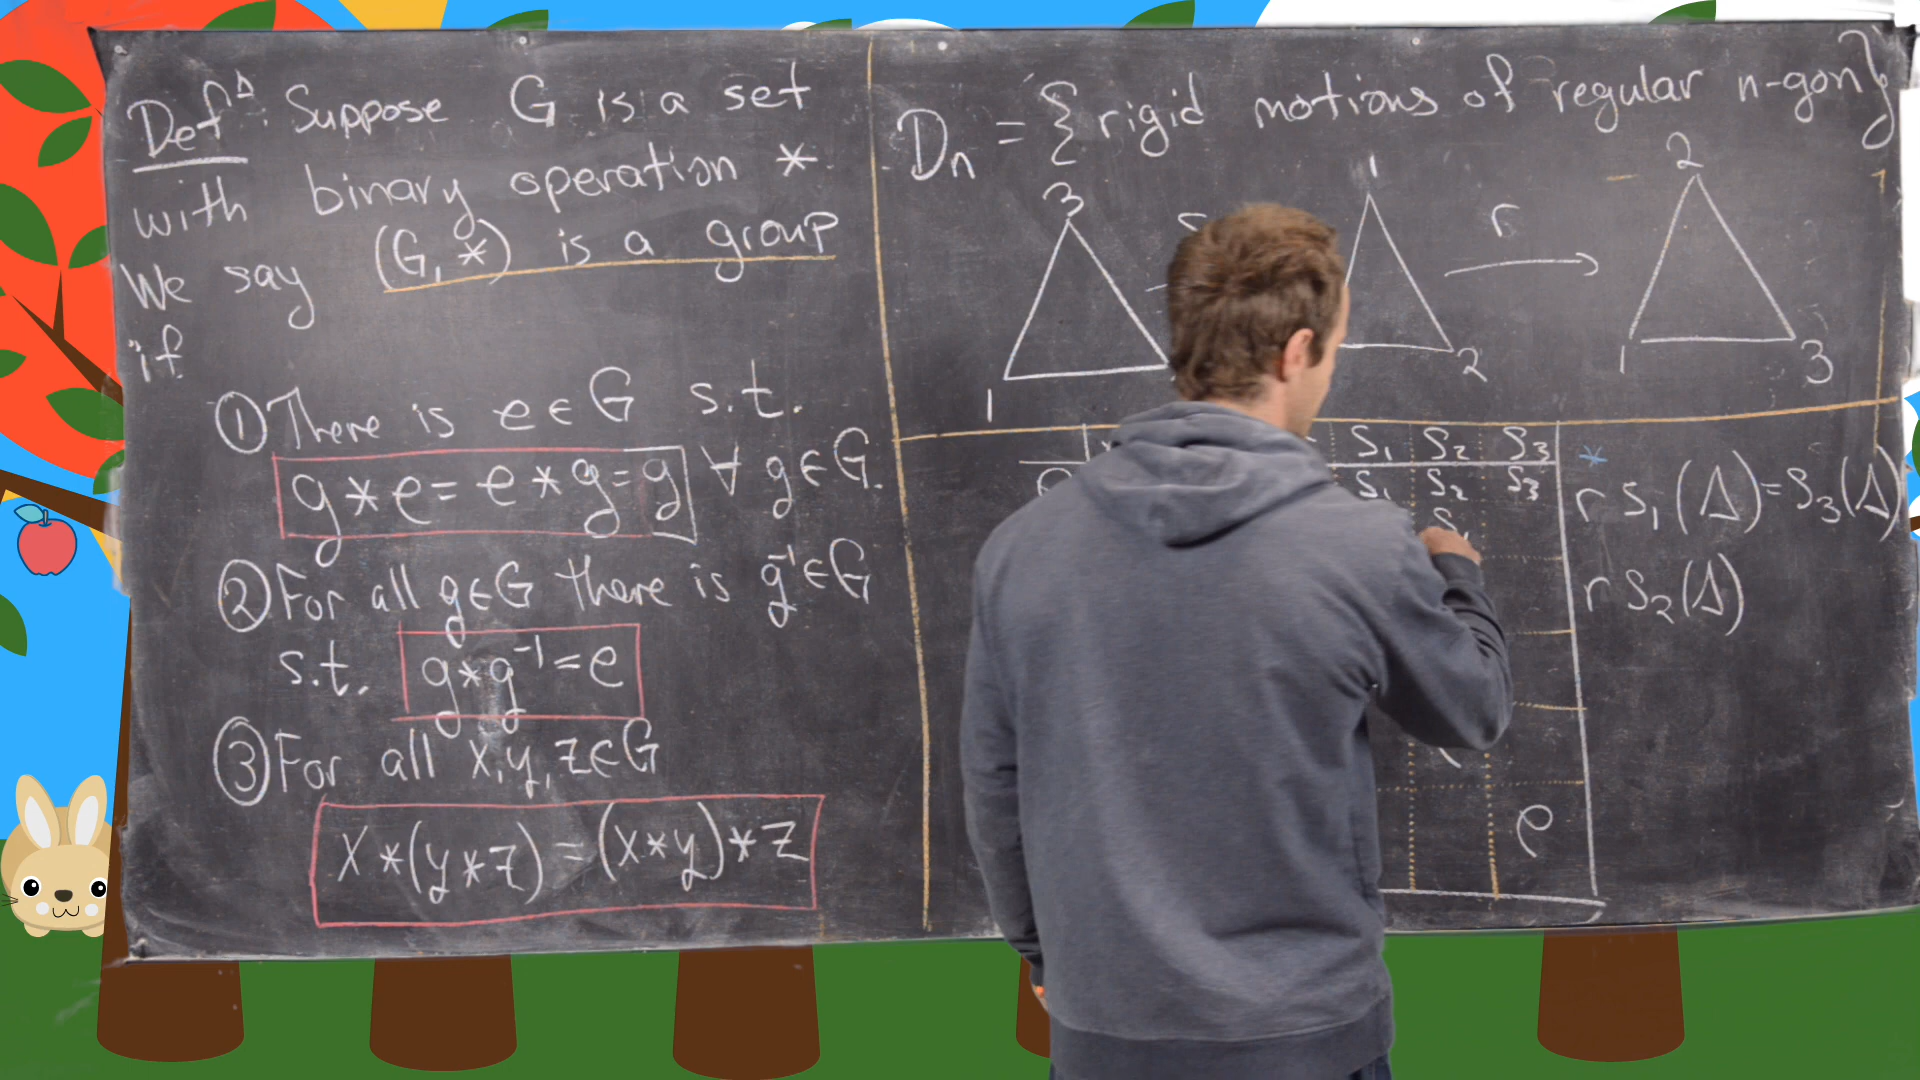 Defⁿ: Suppose G is a set
with binary operation *.
We say (G, *) is a group
if
① There is e ∈ G s.t.
g * e = e * g = g ∀ g ∈ G.
② For all g ∈ G there is g⁻¹ ∈ G
s.t. g * g⁻¹ = e
③ For all x, y, z ∈ G
x * (y * z) = (x * y) * z
Dn = {rigid motions of regular n-gon}
3 1 2
r
1 2 1 3
S₁ S₂ S₃
S₁ S₂ S₃
e
*
r S₁(Δ) = S₃(Δ)
r S₂(Δ)